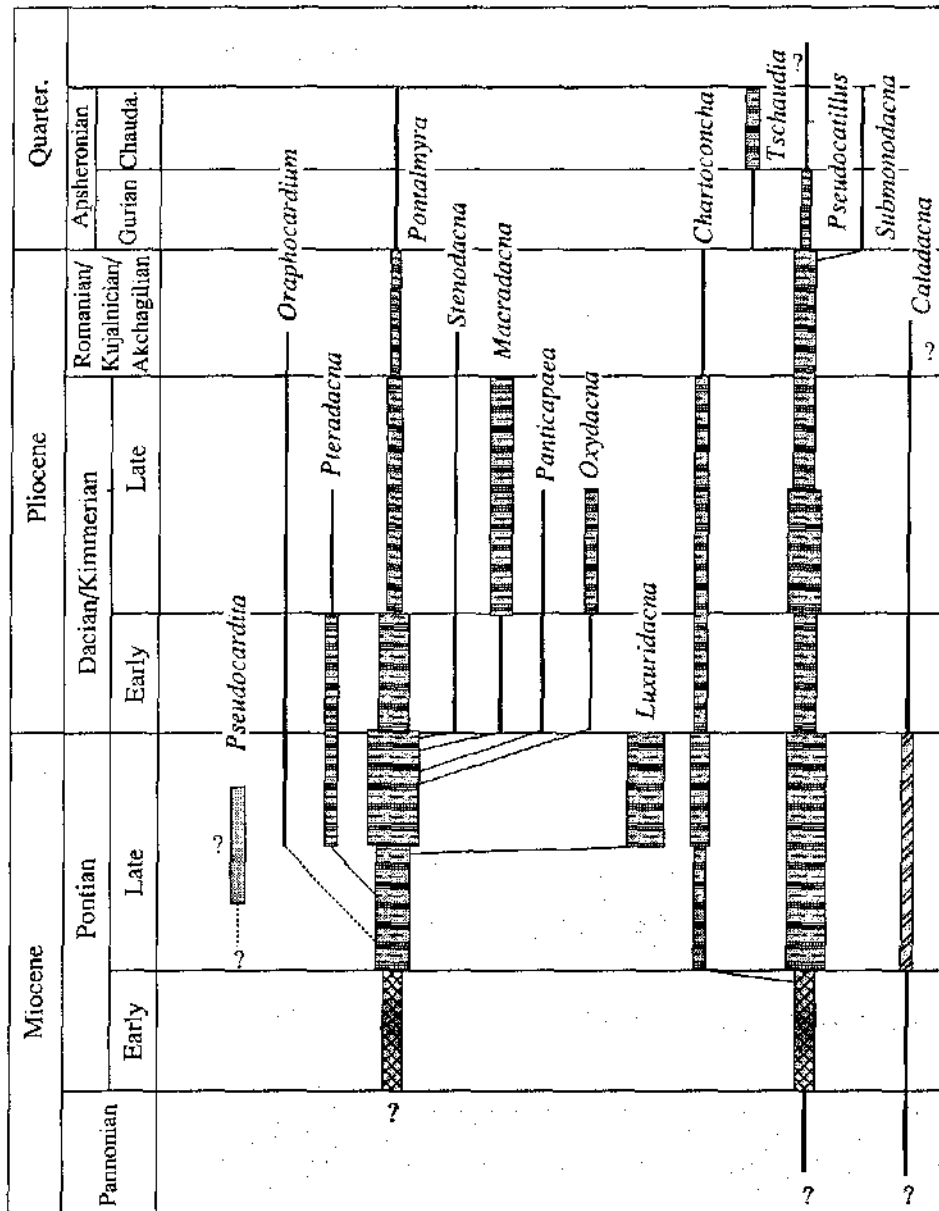 Quarter.
Pliocene
Miocene
Apsheronian
Chauda.
Gurian
Romanian/
Kujalnician/
Akchagilian
Dacian/Kimmerian
Late
Early
Pontian
Late
Early
Pannonian
Pseudocardita
?
?
Oraphocardium
Pteradacna
Pontalmyra
?
Stenodacna
Macradacna
Panticapaea
Oxydacna
Luxuridacna
Chartoconcha
Tschaudia
?
Pseudocatillus
?
Submonodacna
Caladacna
?
?